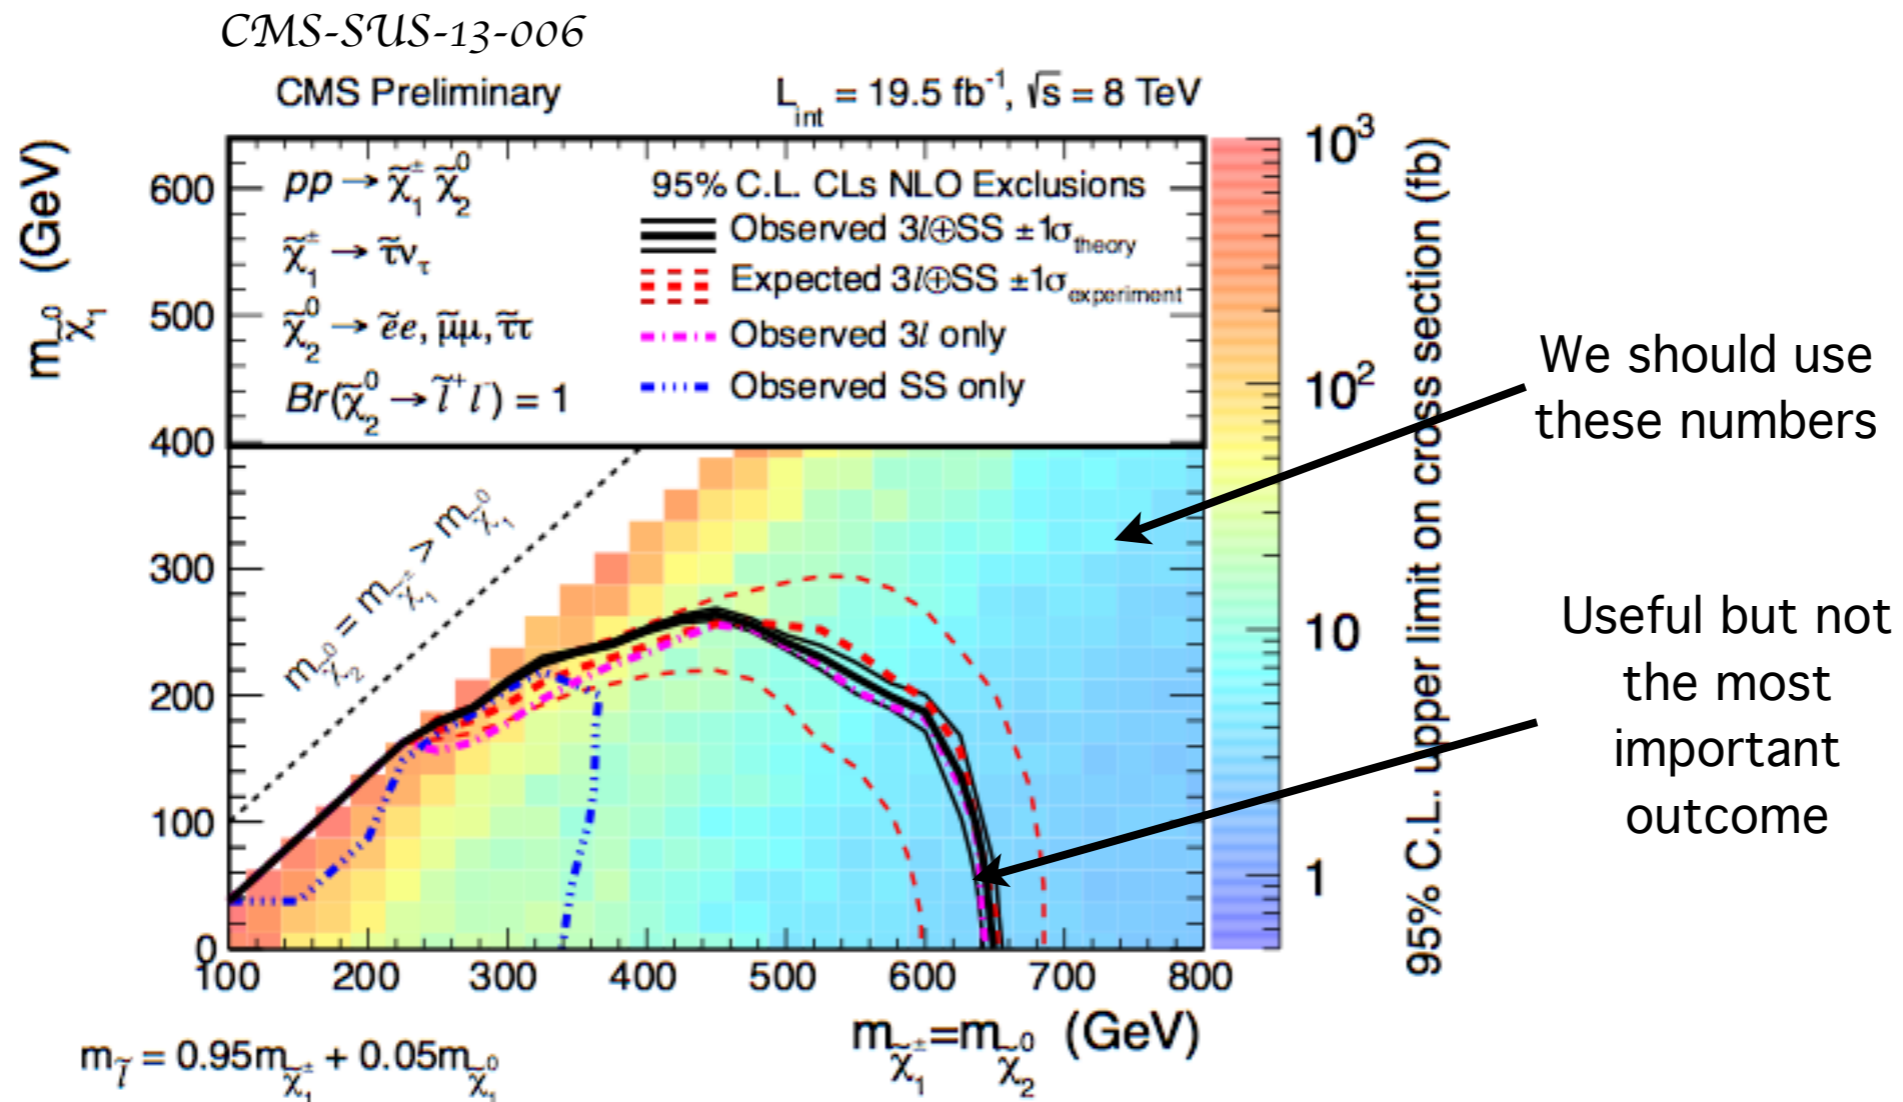 CMS-SUS-13-006
CMS Preliminary
L_int = 19.5 fb⁻¹, √s = 8 TeV
m_χ̃₁⁰ (GeV)
600
500
400
300
200
100
0
pp → χ̃₁± χ̃₂⁰
χ̃₁± → τ̃ν_τ
χ̃₂⁰ → ẽe, μ̃μ, τ̃τ
Br(χ̃₂⁰ → l̃⁺l⁻) = 1
95% C.L. CLs NLO Exclusions
Observed 3l⊕SS ±1σ_theory
Expected 3l⊕SS ±1σ_experiment
Observed 3l only
Observed SS only
m_χ̃₂⁰ = m_χ̃₁± > m_χ̃₁⁰
100 200 300 400 500 600 700 800
m_χ̃₁±=m_χ̃₂⁰ (GeV)
m_l̃ = 0.95m_χ̃₁± + 0.05m_χ̃₁⁰
10³
10²
10
1
95% C.L. upper limit on cross section (fb)
We should use
these numbers
Useful but not
the most
important
outcome